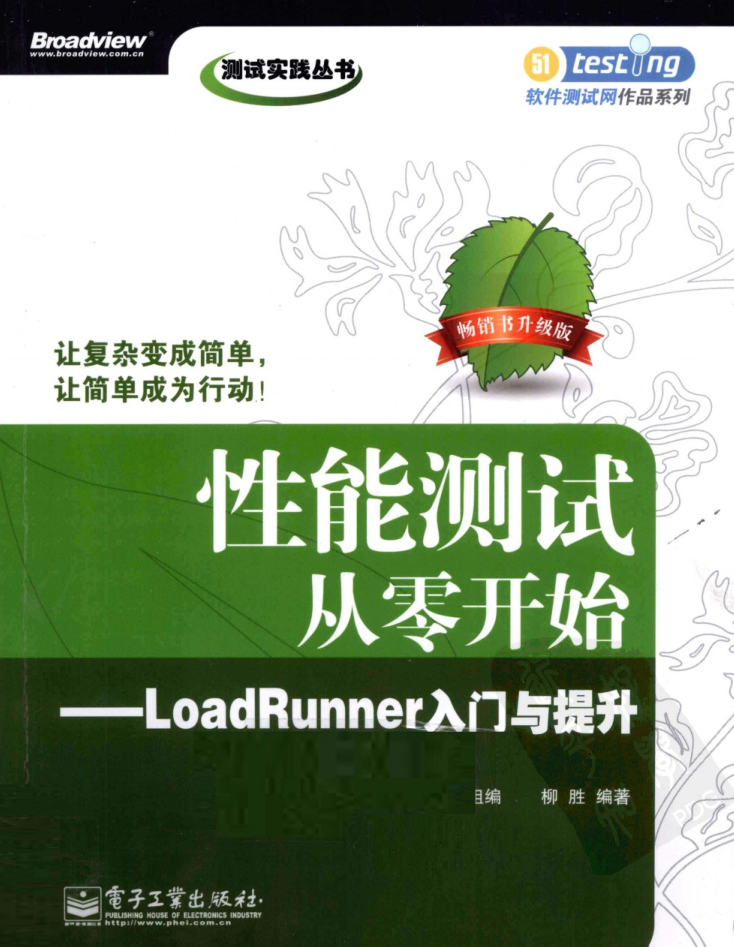 Broadview®
www.broadview.com.cn
测试实践丛书
51 testing
软件测试网作品系列
畅销书升级版
让复杂变成简单，
让简单成为行动！
性能测试
从零开始
——LoadRunner入门与提升
组编 柳 胜 编著
電子工業出版社·
PUBLISHING HOUSE OF ELECTRONICS INDUSTRY
http://www.phei.com.cn